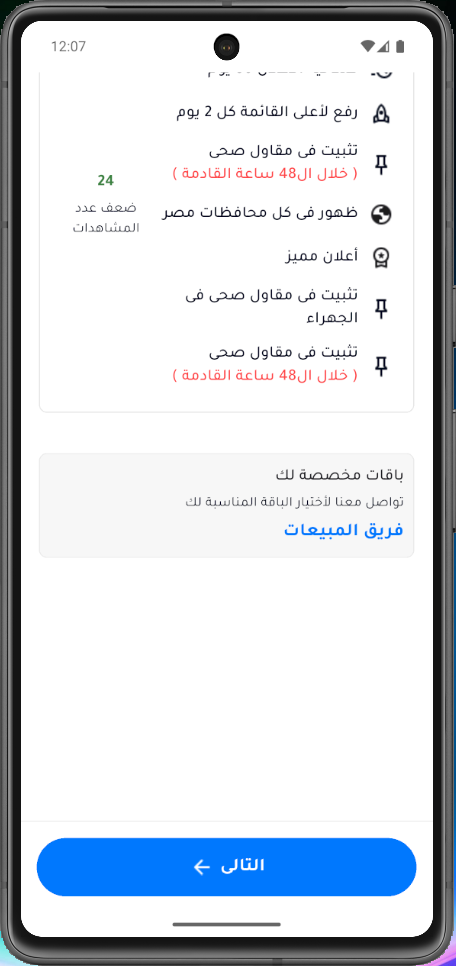 12:07
رفع لأعلى القائمة كل 2 يوم
تثبيت فى مقاول صحى
( خلال ال48 ساعة القادمة )
ظهور فى كل محافظات مصر
أعلان مميز
تثبيت فى مقاول صحى فى
الجهراء
تثبيت فى مقاول صحى
( خلال ال48 ساعة القادمة )
24
ضعف عدد
المشاهدات
باقات مخصصة لك
تواصل معنا لأختيار الباقة المناسبة لك
فريق المبيعات
التالى